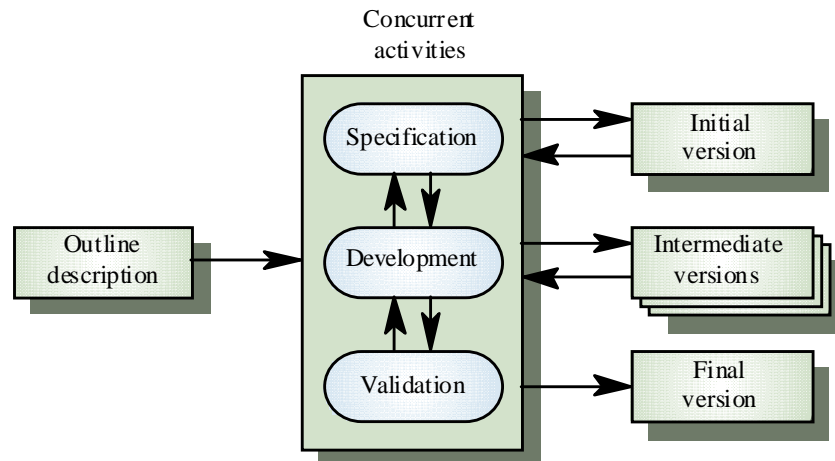 Concurrent
activities
Specification
Initial
version
Outline
description
Development
Intermediate
versions
Validation
Final
version